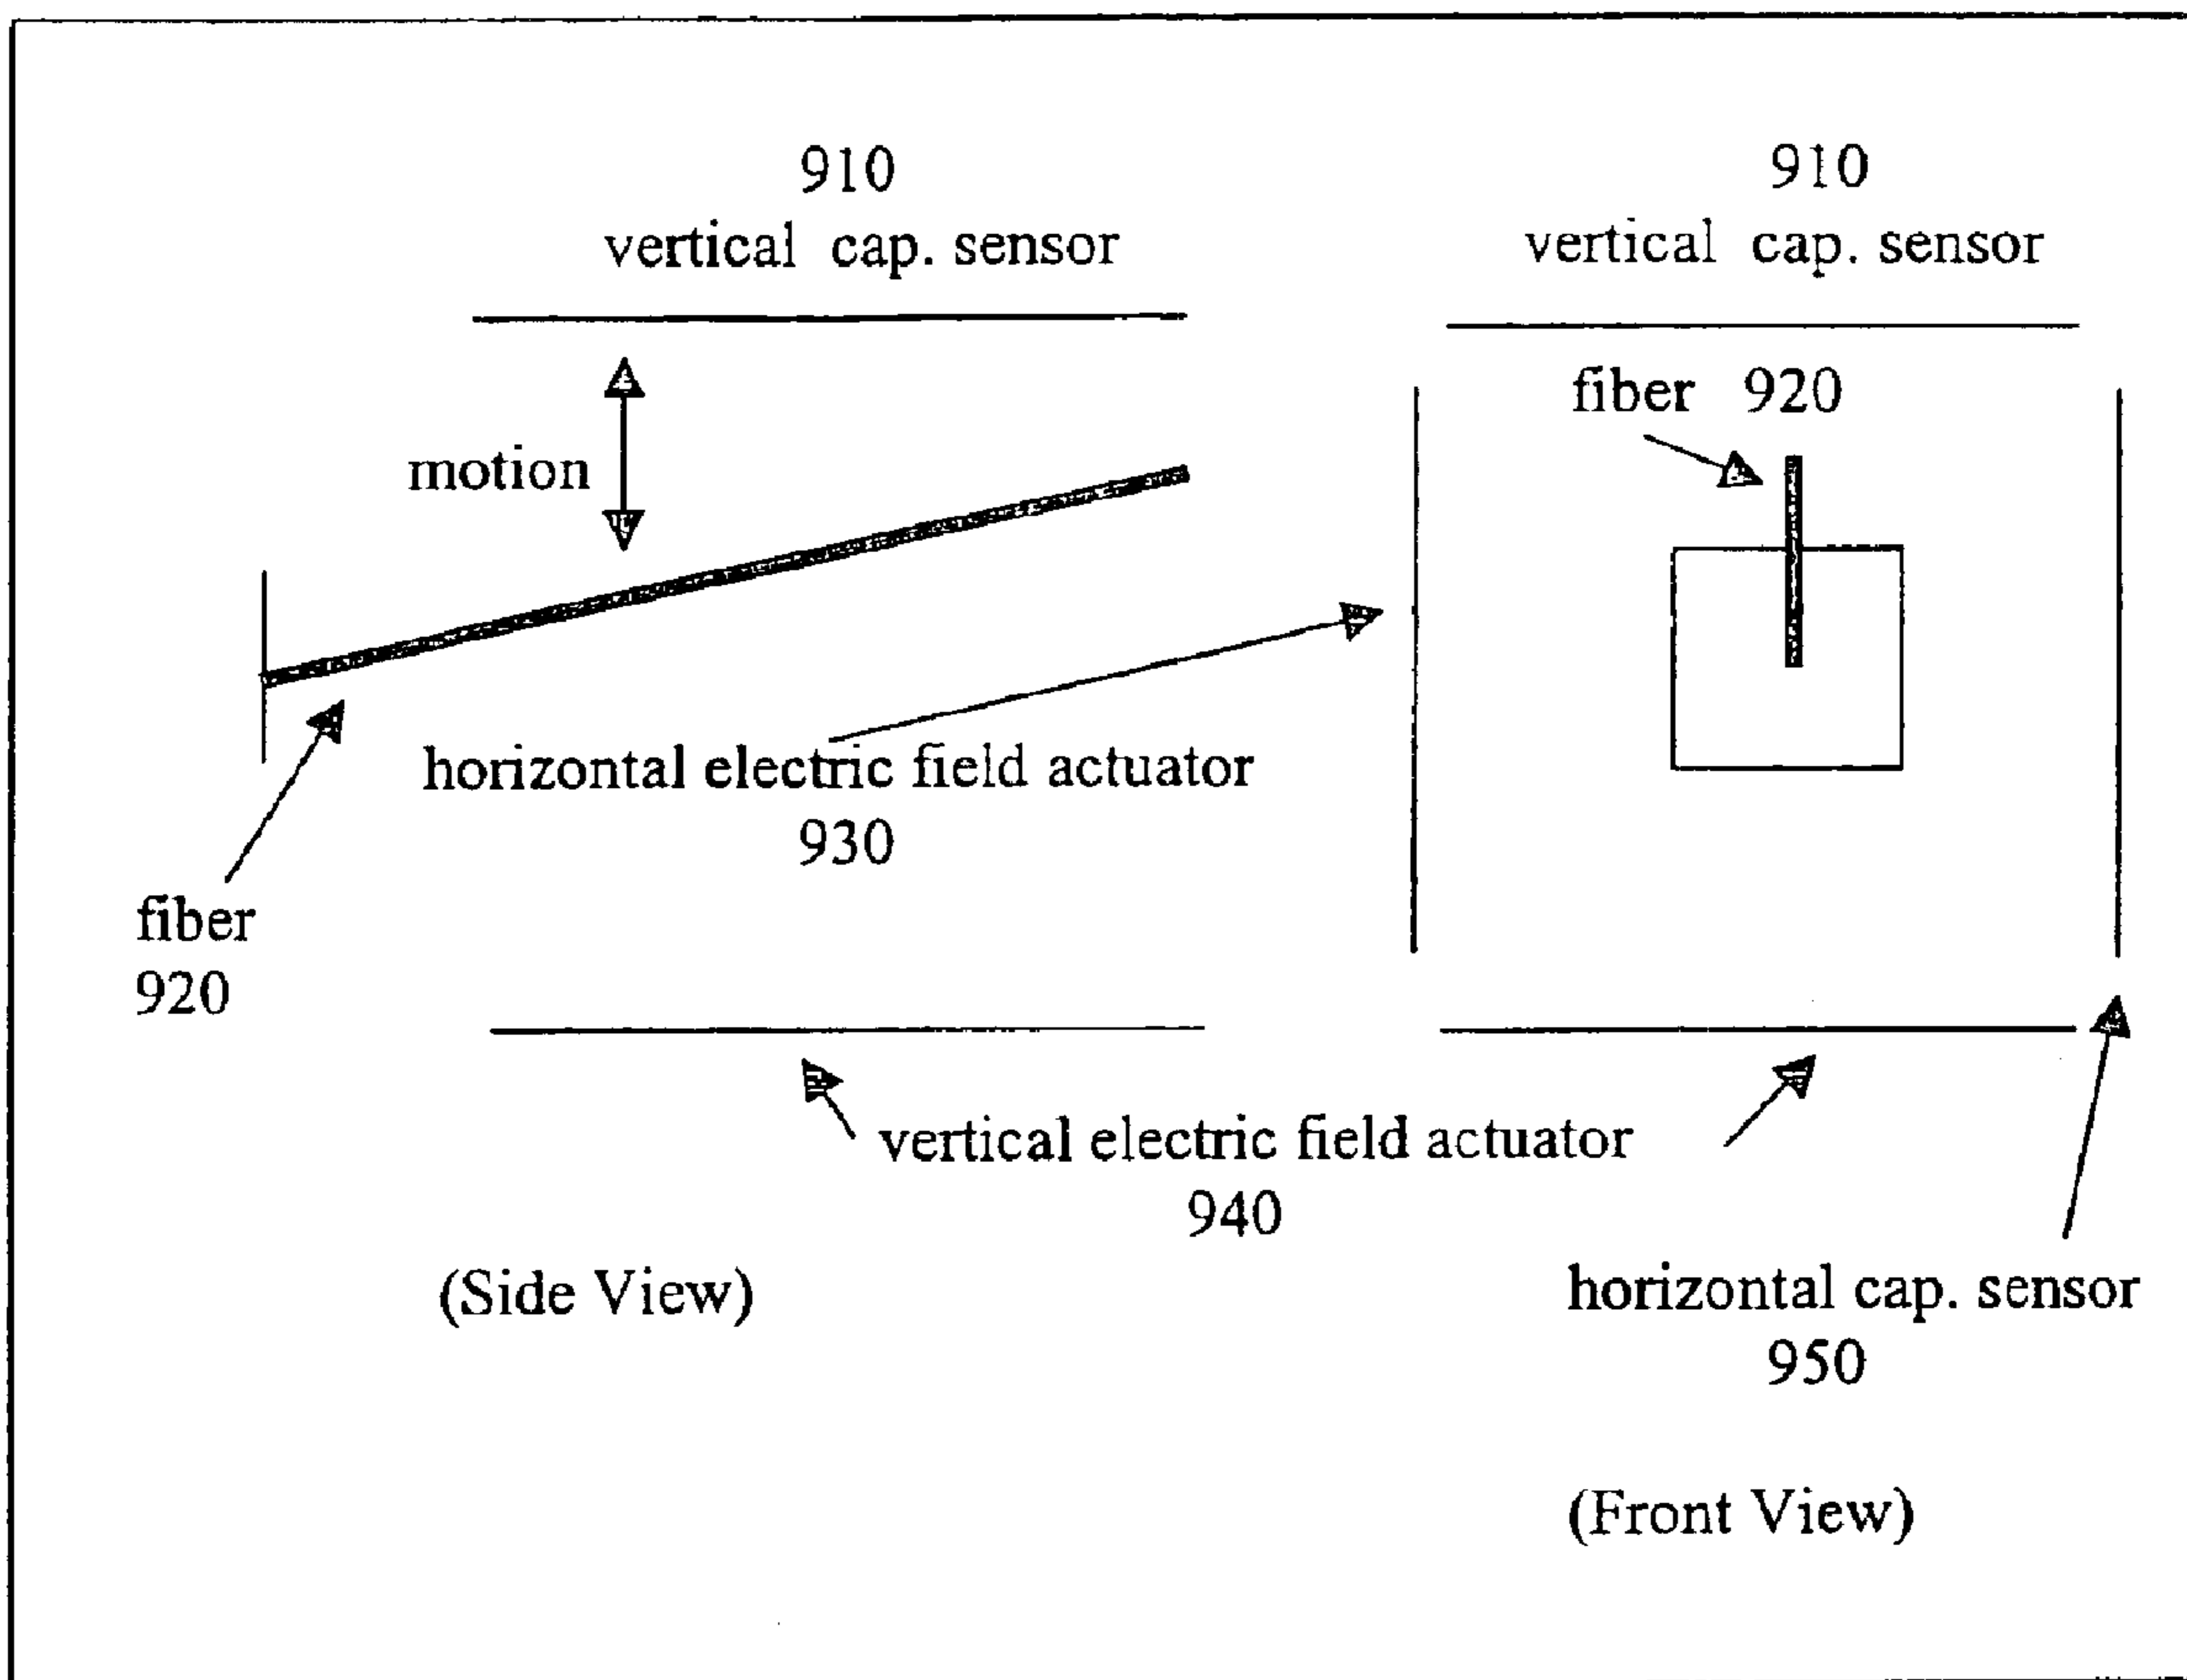 910
vertical cap. sensor
910
vertical cap. sensor
fiber 920
motion
horizontal electric field actuator
930
fiber
920
vertical electric field actuator
940
(Side View)
horizontal cap. sensor
950
(Front View)